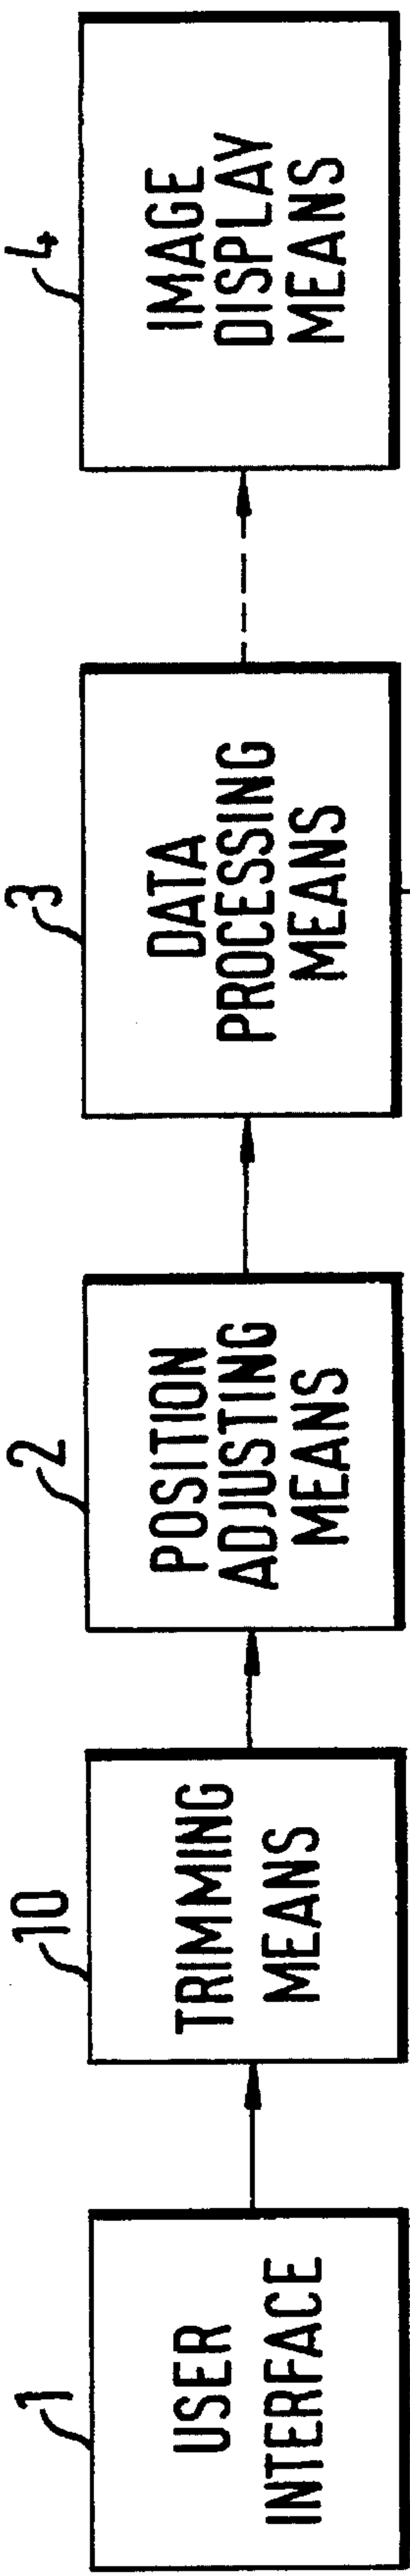 1
USER
INTERFACE
10
TRIMMING
MEANS
2
POSITION
ADJUSTING
MEANS
3
DATA
PROCESSING
MEANS
4
IMAGE
DISPLAY
MEANS